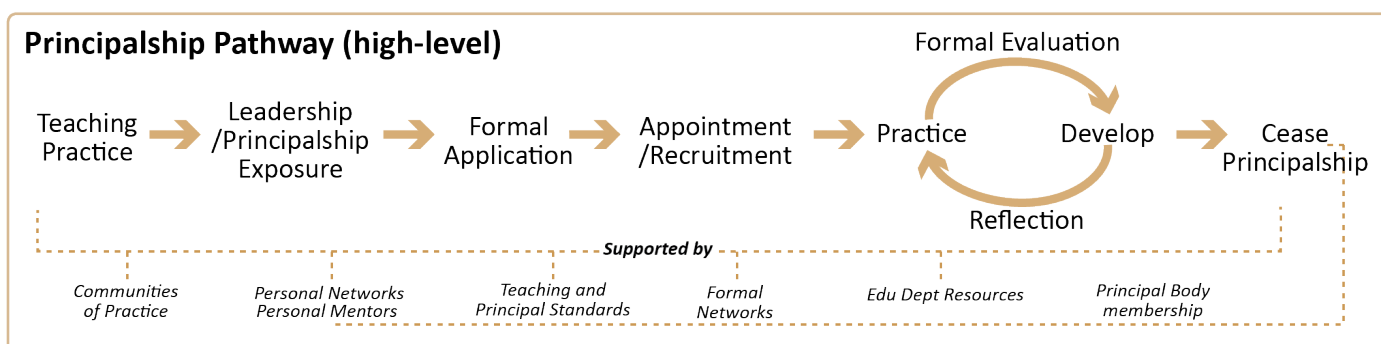 Principalship Pathway (high-level)
Teaching
Practice
Leadership
/Principalship
Exposure
Formal
Application
Appointment
/Recruitment
Practice
Formal Evaluation
Develop
Reflection
Cease
Principalship
Supported by
Communities
of Practice
Personal Networks
Personal Mentors
Teaching and
Principal Standards
Formal
Networks
Edu Dept Resources
Principal Body
membership